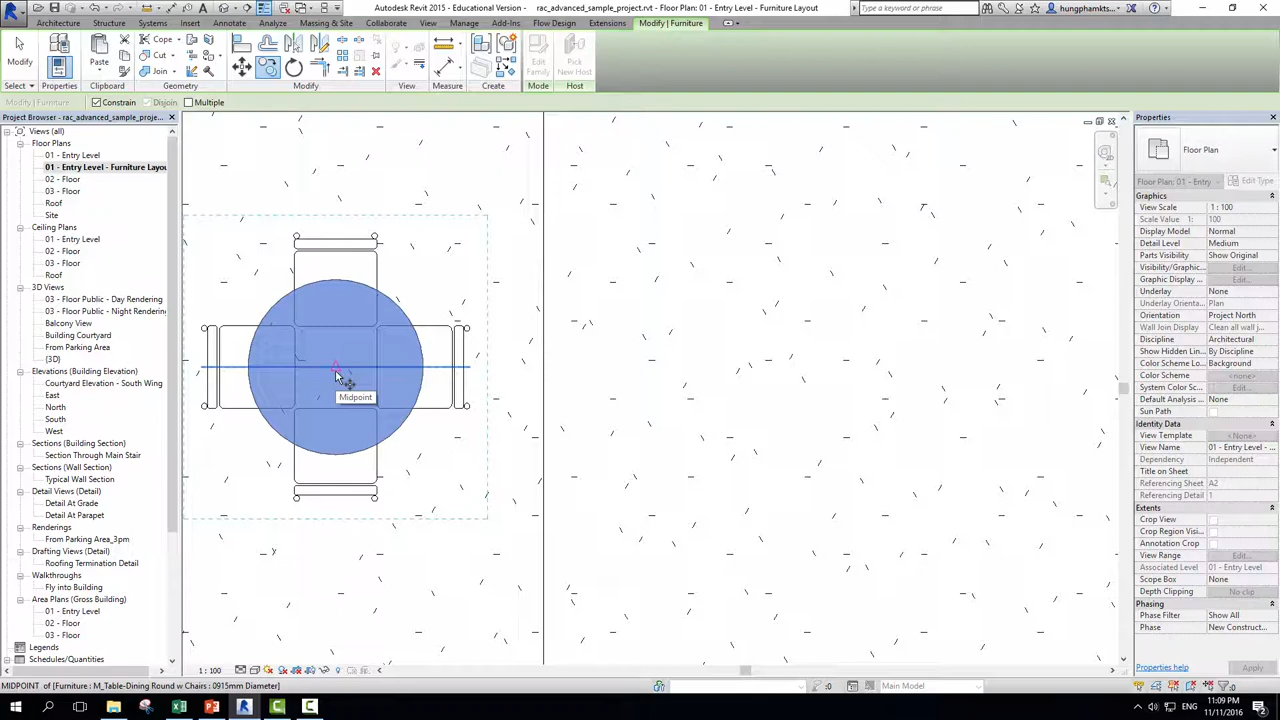 Autodesk Revit 2015 - Educational Version - rac_advanced_sample_project.rvt - Floor Plan: 01 - Entry Level - Furniture Layout
Type a keyword or phrase
hungphamkts...
Architecture Structure Systems Insert Annotate Analyze Massing & Site Collaborate View Manage Add-Ins Flow Design Extensions Modify | Furniture
Modify
Paste
Cope
Cut
Join
Edit Family
Pick New Host
Select Properties Clipboard Geometry Modify View Measure Create Mode Host
Modify | Furniture Constrain Disjoin Multiple
Project Browser - rac_advanced_sample_proje...
Views (all)
Floor Plans
01 - Entry Level
01 - Entry Level - Furniture Layou
02 - Floor
03 - Floor
Roof
Site
Ceiling Plans
01 - Entry Level
02 - Floor
03 - Floor
Roof
3D Views
03 - Floor Public - Day Rendering
03 - Floor Public - Night Rendering
Balcony View
Building Courtyard
From Parking Area
{3D}
Elevations (Building Elevation)
Courtyard Elevation - South Wing
East
North
South
West
Sections (Building Section)
Section Through Main Stair
Sections (Wall Section)
Typical Wall Section
Detail Views (Detail)
Detail At Grade
Detail At Parapet
Renderings
From Parking Area_3pm
Drafting Views (Detail)
Roofing Termination Detail
Walkthroughs
Fly into Building
Area Plans (Gross Building)
01 - Entry Level
02 - Floor
03 - Floor
Legends
Schedules/Quantities
Midpoint
Properties
Floor Plan
Floor Plan: 01 - Entry Edit Type
Graphics
View Scale 1 : 100
Scale Value 1: 100
Display Model Normal
Detail Level Medium
Parts Visibility Show Original
Visibility/Graphic... Edit...
Graphic Display ... Edit...
Underlay None
Underlay Orienta... Plan
Orientation Project North
Wall Join Display Clean all wall j...
Discipline Architectural
Show Hidden Lin... By Discipline
Color Scheme Lo... Background
Color Scheme <none>
System Color Sc... Edit...
Default Analysis ... None
Sun Path
Identity Data
View Template <None>
View Name 01 - Entry Level - ...
Dependency Independent
Title on Sheet
Referencing Sheet A2
Referencing Detail 1
Extents
Crop View
Crop Region Visi...
Annotation Crop
View Range Edit...
Associated Level 01 - Entry Level
Scope Box None
Depth Clipping No clip
Phasing
Phase Filter Show All
Phase New Construct...
Properties help Apply
1 : 100
MIDPOINT of [Furniture : M_Table-Dining Round w Chairs : 0915mm Diameter]
:0
Main Model
:0
ENG
11:09 PM
11/11/2016